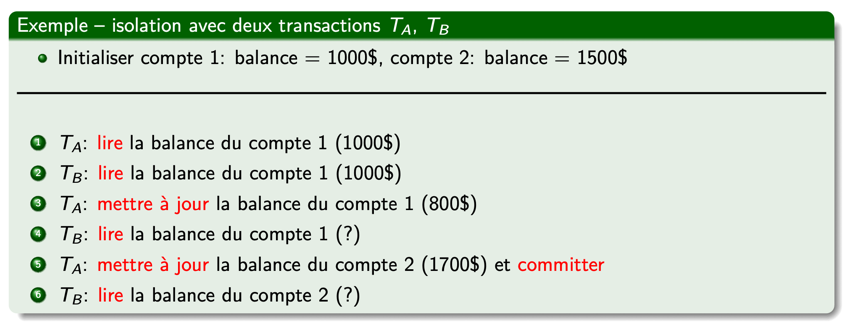 Exemple – isolation avec deux transactions T_A, T_B
• Initialiser compte 1: balance = 1000$, compte 2: balance = 1500$
1 T_A: lire la balance du compte 1 (1000$)
2 T_B: lire la balance du compte 1 (1000$)
3 T_A: mettre à jour la balance du compte 1 (800$)
4 T_B: lire la balance du compte 1 (?)
5 T_A: mettre à jour la balance du compte 2 (1700$) et committer
6 T_B: lire la balance du compte 2 (?)